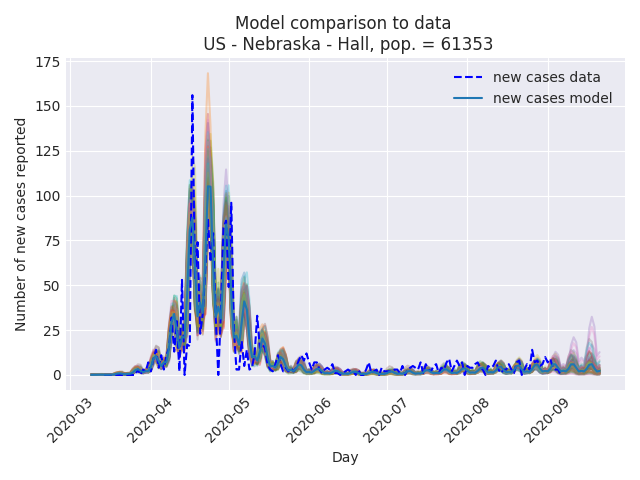 Model comparison to data
US - Nebraska - Hall, pop. = 61353
Number of new cases reported
175
150
125
100
75
50
25
0
new cases data
new cases model
2020-03
2020-04
2020-05
2020-06
2020-07
2020-08
2020-09
Day